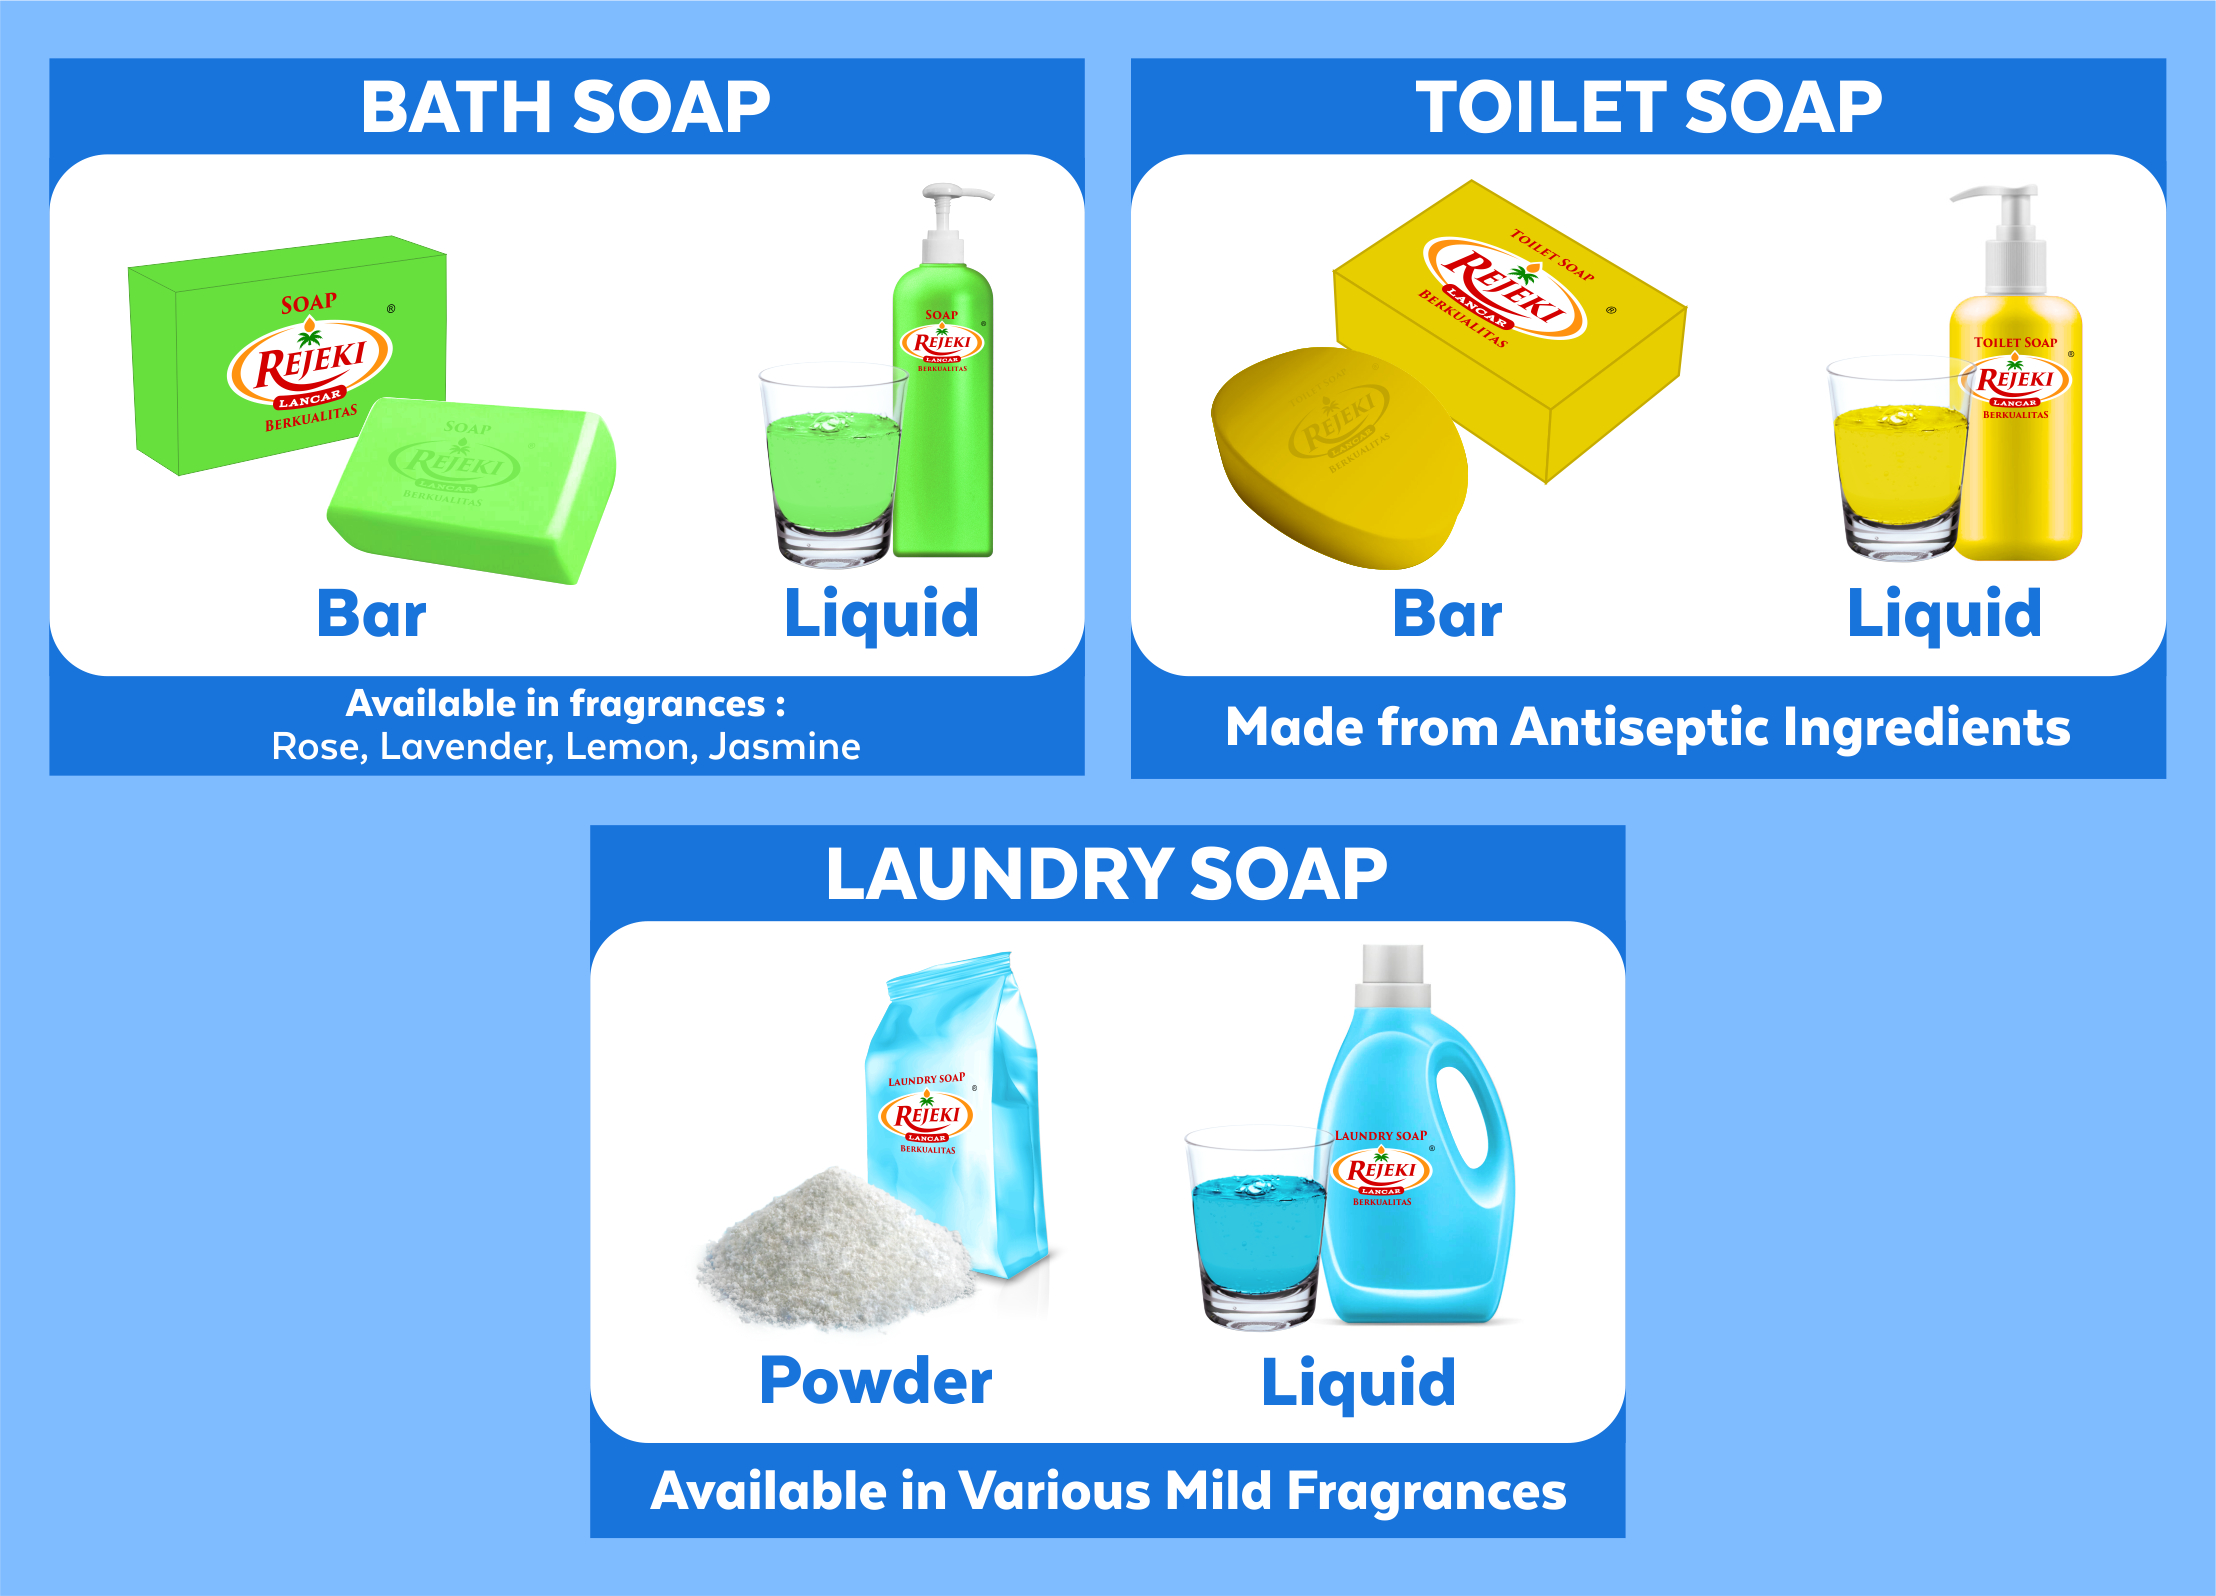 BATH SOAP
SOAP
®
REJEKI
LANCAR
BERKUALITAS
SOAP
REJEKI
LANCAR
BERKUALITAS
SOAP
®
REJEKI
LANCAR
BERKUALITAS
Bar
Liquid
Available in fragrances :
Rose, Lavender, Lemon, Jasmine
TOILET SOAP
TOILET SOAP
REJEKI
LANCAR
®
BERKUALITAS
TOILET SOAP
REJEKI
LANCAR
BERKUALITAS
TOILET SOAP
®
REJEKI
LANCAR
BERKUALITAS
Bar
Liquid
Made from Antiseptic Ingredients
LAUNDRY SOAP
LAUNDRY SOAP
®
REJEKI
LANCAR
BERKUALITAS
LAUNDRY SOAP
®
REJEKI
LANCAR
BERKUALITAS
Powder
Liquid
Available in Various Mild Fragrances